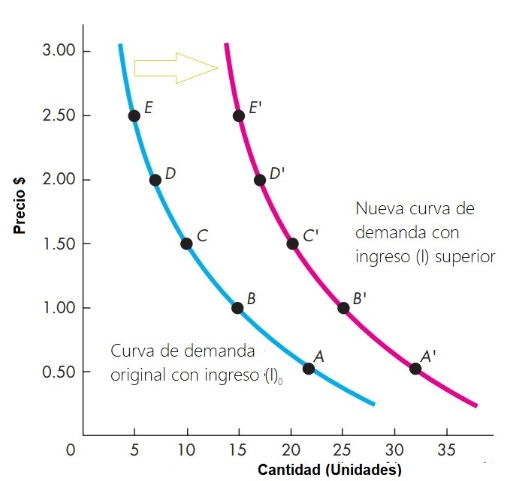 3.00
E
E'
2.50
D
D'
2.00
Precio $
Nueva curva de
demanda con
ingreso (I) superior
C
C'
1.50
B
B'
1.00
Curva de demanda
original con ingreso (I)₀
A
A'
0.50
0 5 10 15 20 25 30 35
Cantidad (Unidades)